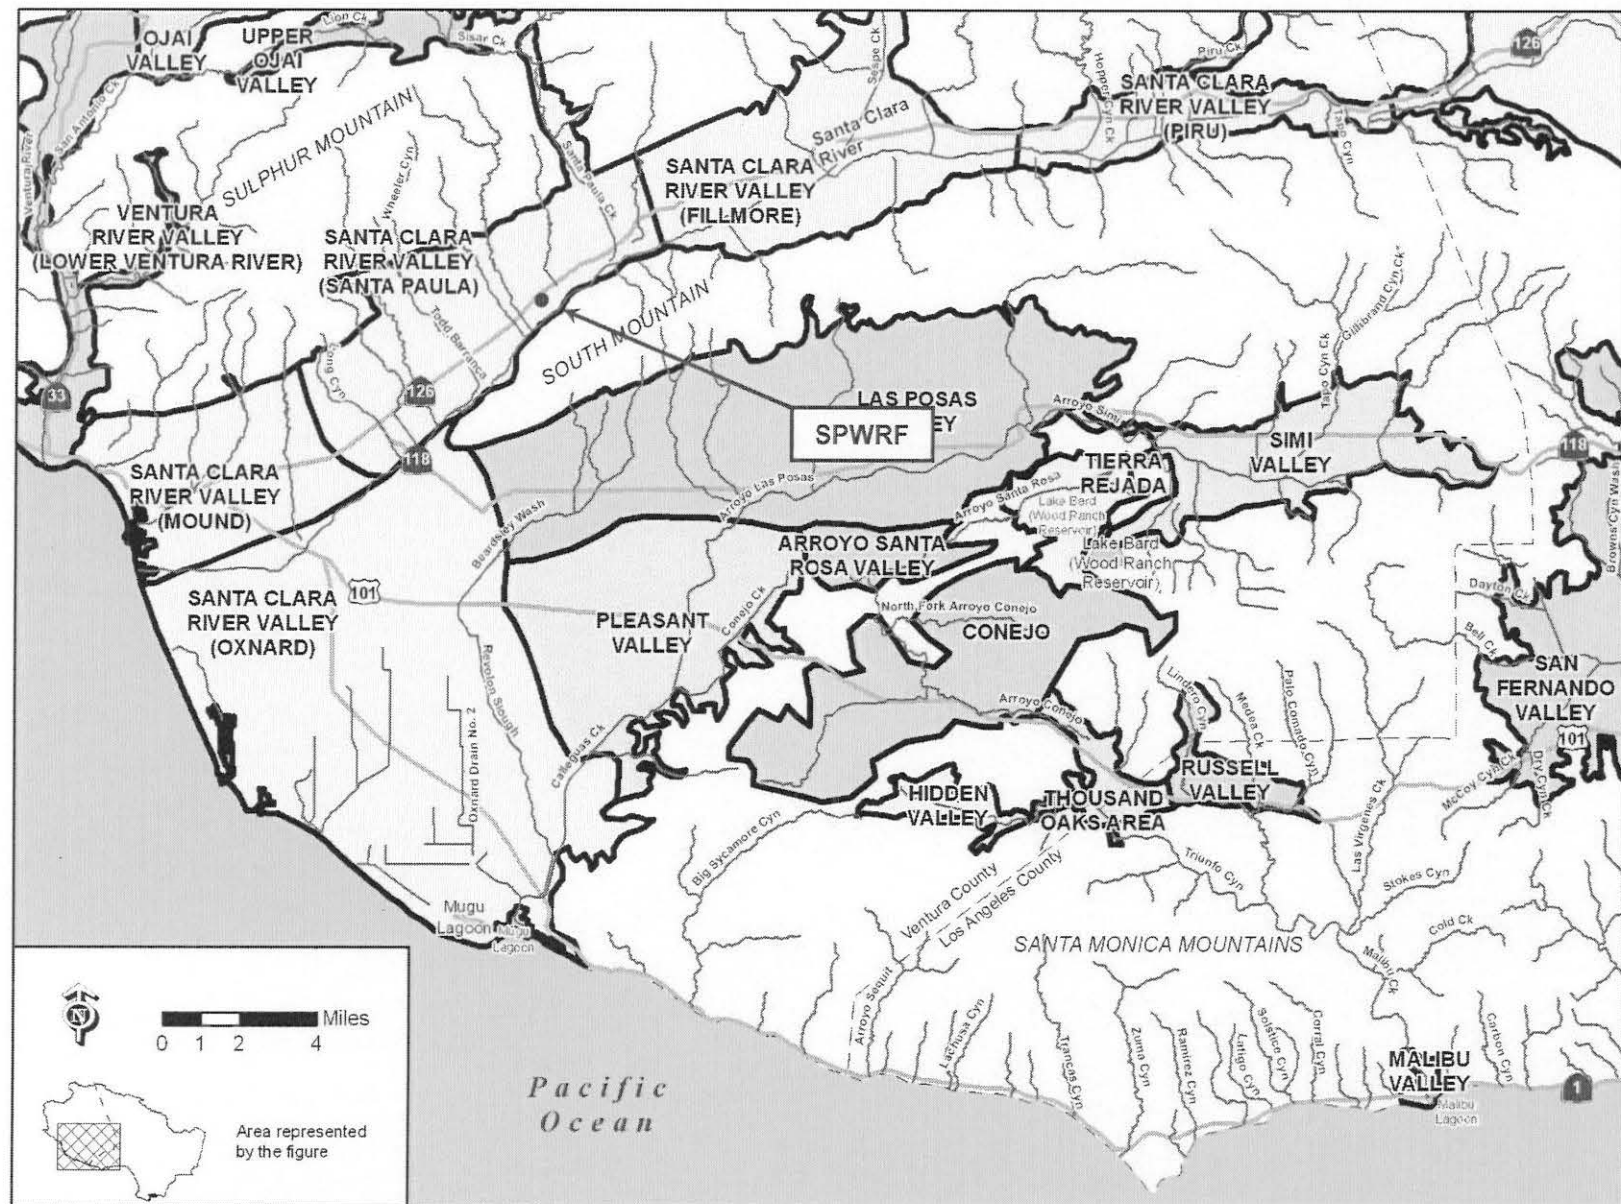 OJAI
VALLEY
UPPER
OJAI
VALLEY
Lion Ck
Sisar Ck
Sespe Ck
Hopper Cyn Ck
Piru Ck
126
SANTA CLARA
RIVER VALLEY
(PIRU)
Tapo Cyn
Ventura River
San Antonio Ck
SULPHUR MOUNTAIN
Wheeler Cyn
Santa Paula Ck
Santa Clara
River
SANTA CLARA
RIVER VALLEY
(FILLMORE)
VENTURA
RIVER VALLEY
(LOWER VENTURA RIVER)
SANTA CLARA
RIVER VALLEY
(SANTA PAULA)
Todd Barranca
Long Cyn
SOUTH MOUNTAIN
Tapo Cyn Ck
Gillibrand Cyn Ck
33
126
118
LAS POSAS
EY
SPWRF
Arroyo Simi
SIMI
VALLEY
118
TIERRA
REJADA
Browns Cyn Wash
SANTA CLARA
RIVER VALLEY
(MOUND)
Beardsley Wash
Arroyo Las Posas
Arroyo Santa Rosa
Lake Bard
(Wood Ranch
Reservoir)
Lake Bard
(Wood Ranch
Reservoir)
ARROYO SANTA
ROSA VALLEY
SANTA CLARA
RIVER VALLEY
(OXNARD)
101
PLEASANT
VALLEY
Conejo Ck
North Fork Arroyo Conejo
CONEJO
Dayton Ck
Bell Ck
SAN
FERNANDO
VALLEY
101
Revolon Slough
Oxnard Drain No. 2
Calleguas Ck
Arroyo Conejo
Lindero Cyn
Medea Ck
Palo Comado Cyn
RUSSELL
VALLEY
HIDDEN
VALLEY
THOUSAND
OAKS AREA
Las Virgenes Ck
McCoy Cyn Ck
Dry Cyn Ck
Big Sycamore Cyn
Triunfo Cyn
Stokes Cyn
Cold Ck
Ventura County
Los Angeles County
SANTA MONICA MOUNTAINS
Malibu Ck
Mugu
Lagoon
Mugu
Lagoon
Arroyo Sequit
Lachusa Cyn
Trancas Cyn
Zuma Cyn
Ramirez Cyn
Latigo Cyn
Solstice Cyn
Corral Cyn
Carbon Cyn
MALIBU
VALLEY
Malibu
Lagoon
1
Pacific
Ocean
N
Miles
0 1 2 4
Area represented
by the figure